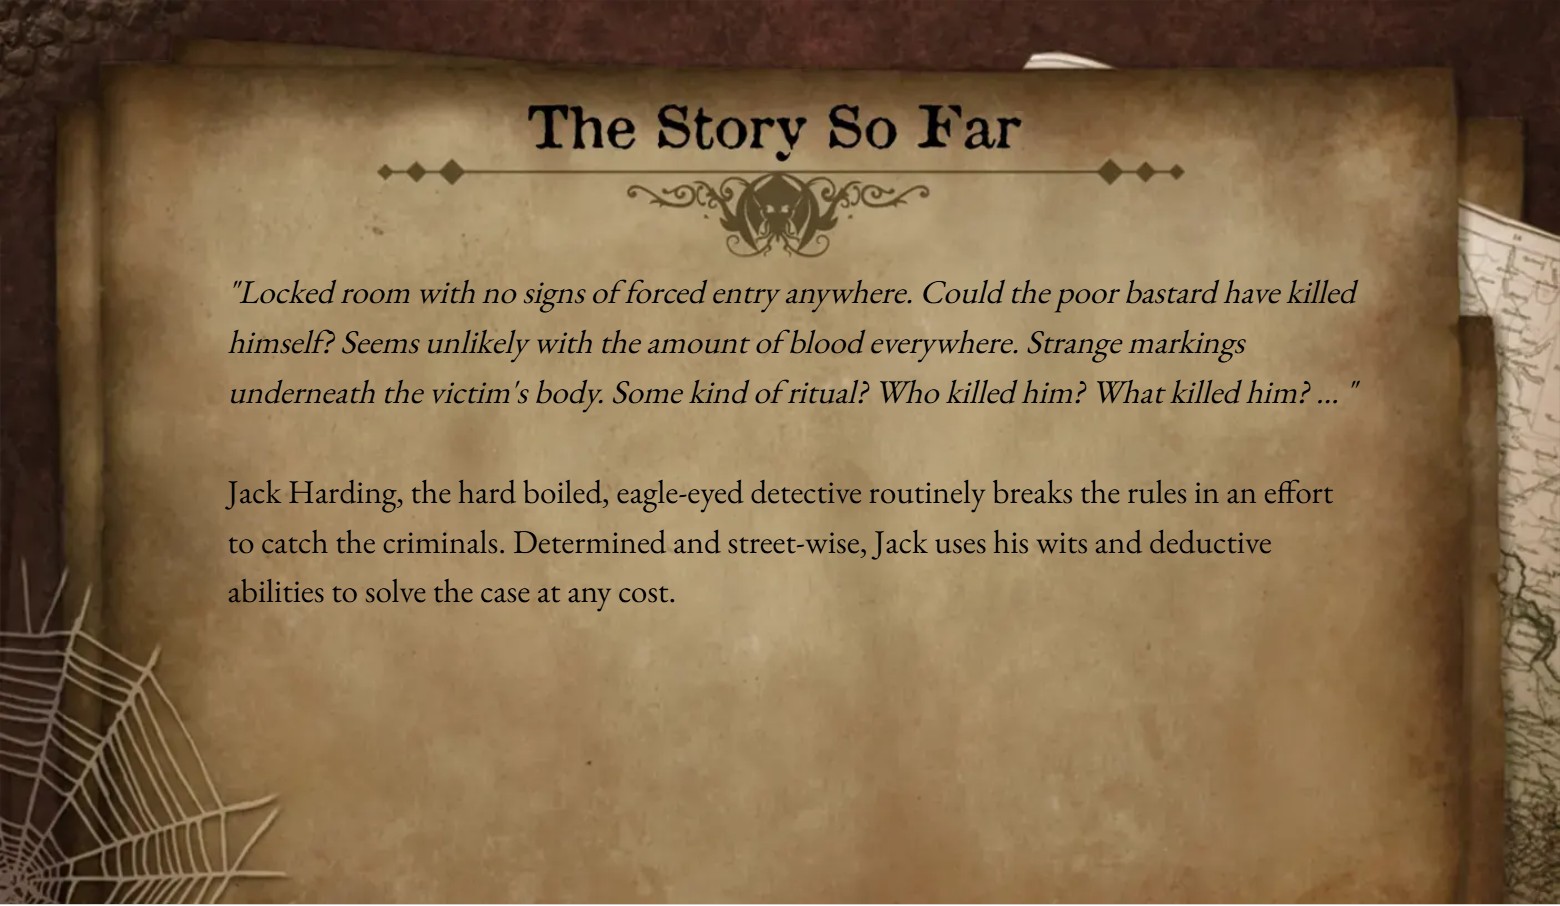 The Story So Far
"Locked room with no signs of forced entry anywhere. Could the poor bastard have killed
himself? Seems unlikely with the amount of blood everywhere. Strange markings
underneath the victim's body. Some kind of ritual? Who killed him? What killed him? ... "
Jack Harding, the hard boiled, eagle-eyed detective routinely breaks the rules in an effort
to catch the criminals. Determined and street-wise, Jack uses his wits and deductive
abilities to solve the case at any cost.